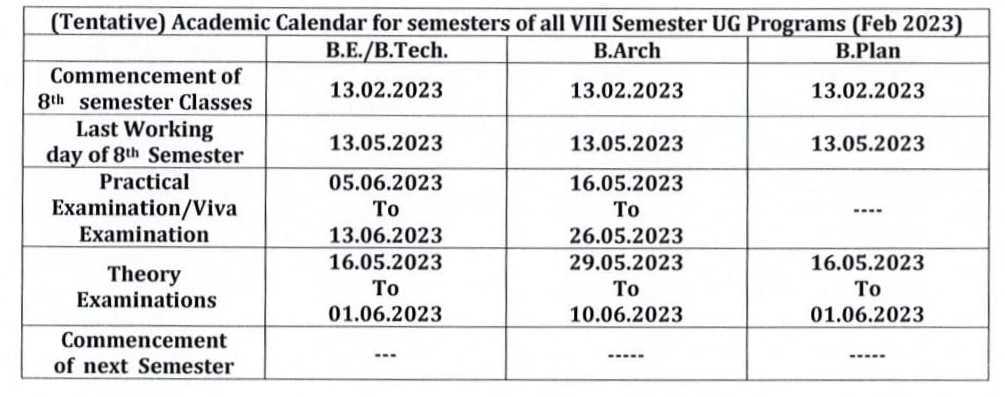 (Tentative) Academic Calendar for semesters of all VIII Semester UG Programs (Feb 2023)
B.E./B.Tech. B.Arch B.Plan
Commencement of
8th semester Classes 13.02.2023 13.02.2023 13.02.2023
Last Working
day of 8th Semester 13.05.2023 13.05.2023 13.05.2023
Practical 05.06.2023 16.05.2023
Examination/Viva To To ----
Examination 13.06.2023 26.05.2023
Theory 16.05.2023 29.05.2023 16.05.2023
Examinations To To To
01.06.2023 10.06.2023 01.06.2023
Commencement
of next Semester --- ----- -----